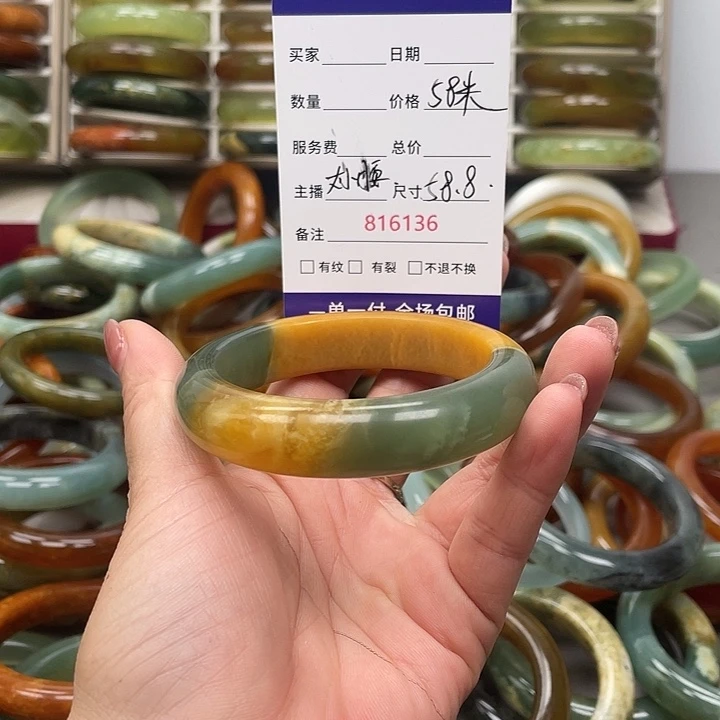 买家 日期
数量 价格 58米
服务费 总价
主播 尺寸 58.8.
备注 816136
有纹 有裂 不退不换
一单一付 全场包邮